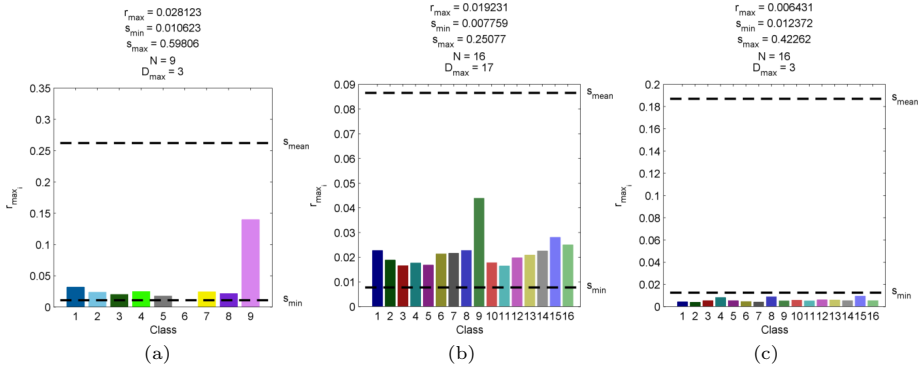 r_max = 0.028123
s_min = 0.010623
s_max = 0.59806
N = 9
D_max = 3
0.35
0.3
0.25
0.2
0.15
0.1
0.05
0
r_max_i
s_mean
s_min
1 2 3 4 5 6 7 8 9
Class
(a)
r_max = 0.019231
s_min = 0.007759
s_max = 0.25077
N = 16
D_max = 17
0.09
0.08
0.07
0.06
0.05
0.04
0.03
0.02
0.01
0
r_max_i
s_mean
s_min
1 2 3 4 5 6 7 8 9 10 11 12 13 14 15 16
Class
(b)
r_max = 0.006431
s_min = 0.012372
s_max = 0.42262
N = 16
D_max = 3
0.2
0.18
0.16
0.14
0.12
0.1
0.08
0.06
0.04
0.02
0
r_max_i
s_mean
s_min
1 2 3 4 5 6 7 8 9 10 11 12 13 14 15 16
Class
(c)